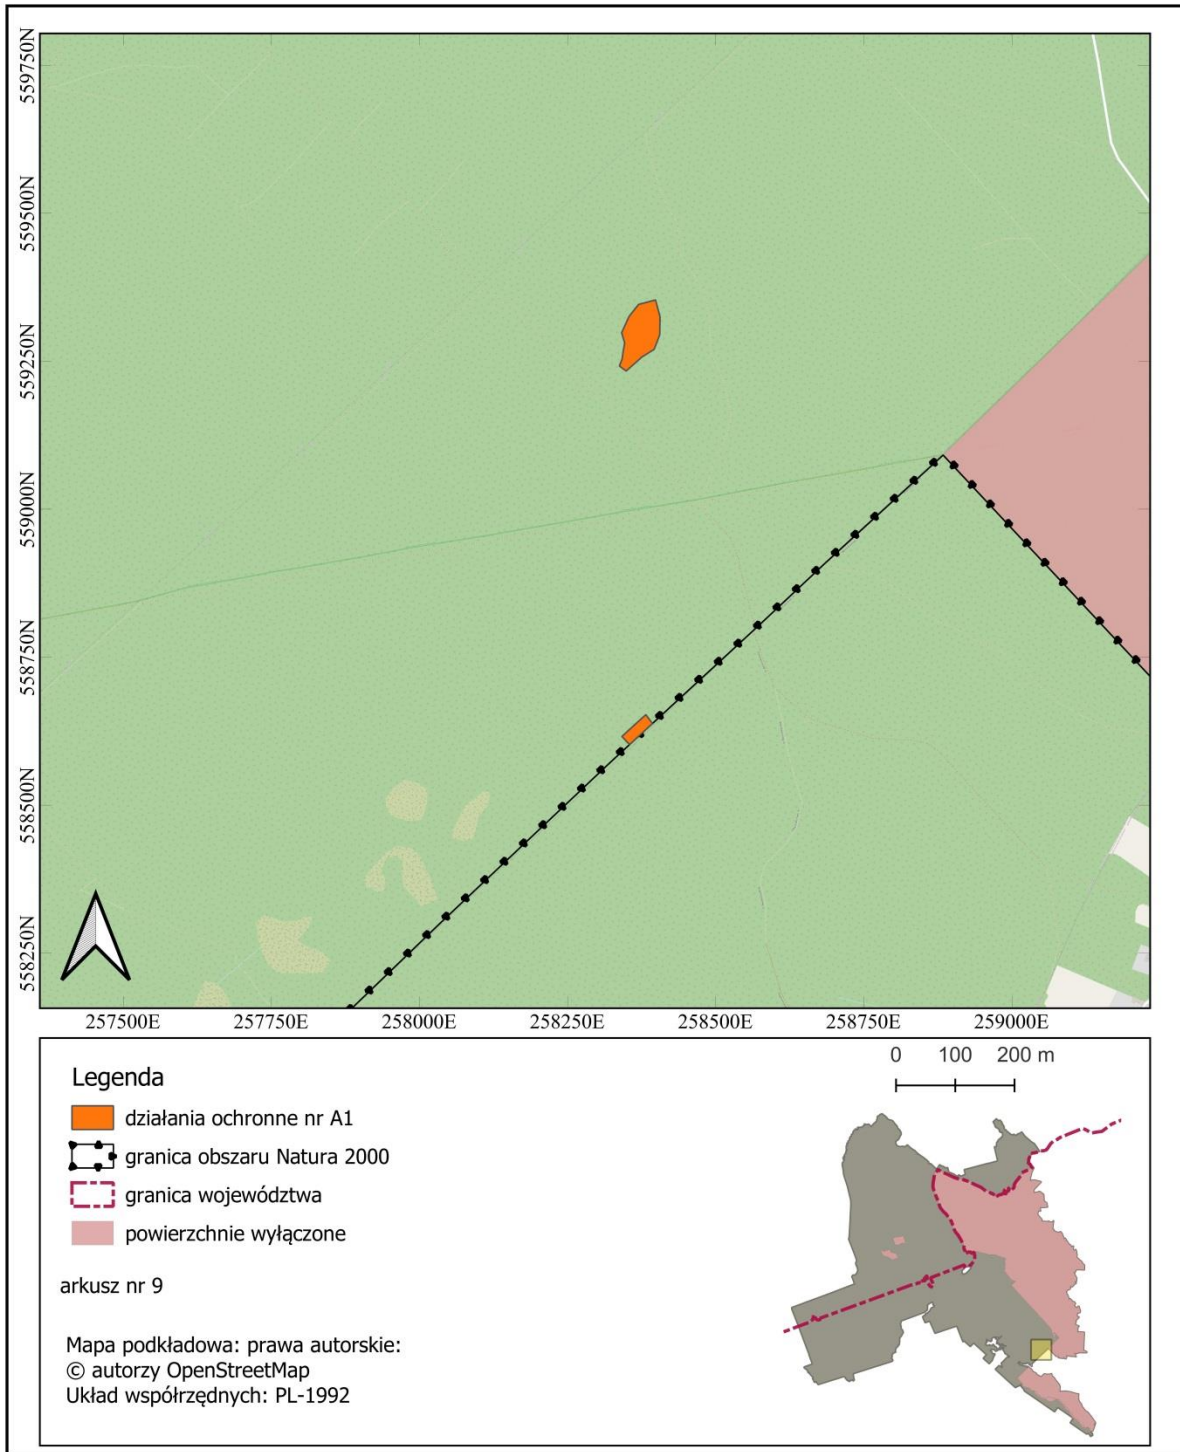 559750N
559500N
559250N
559000N
558750N
558500N
558250N
257500E 257750E 258000E 258250E 258500E 258750E 259000E
Legenda
działania ochronne nr A1
granica obszaru Natura 2000
granica województwa
powierzchnie wyłączone
arkusz nr 9
Mapa podkładowa: prawa autorskie:
© autorzy OpenStreetMap
Układ współrzędnych: PL-1992
0 100 200 m